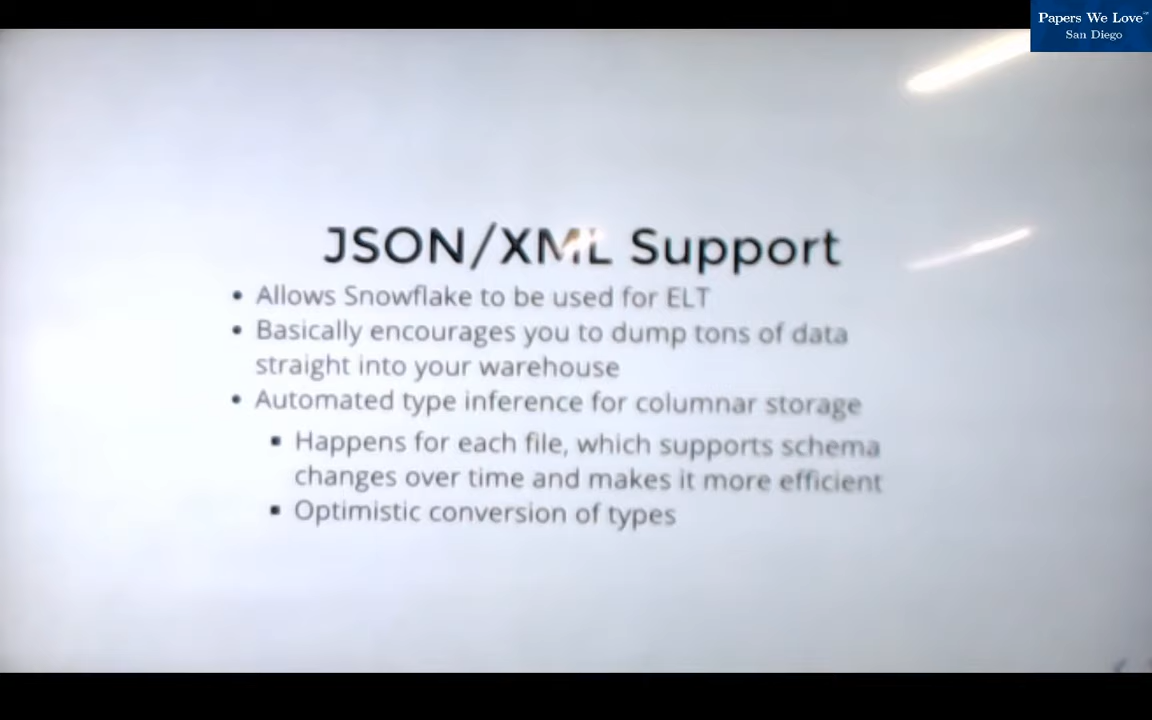 Papers We Love™
San Diego
JSON/XML Support
• Allows Snowflake to be used for ELT
• Basically encourages you to dump tons of data
straight into your warehouse
• Automated type inference for columnar storage
▪ Happens for each file, which supports schema
changes over time and makes it more efficient
▪ Optimistic conversion of types